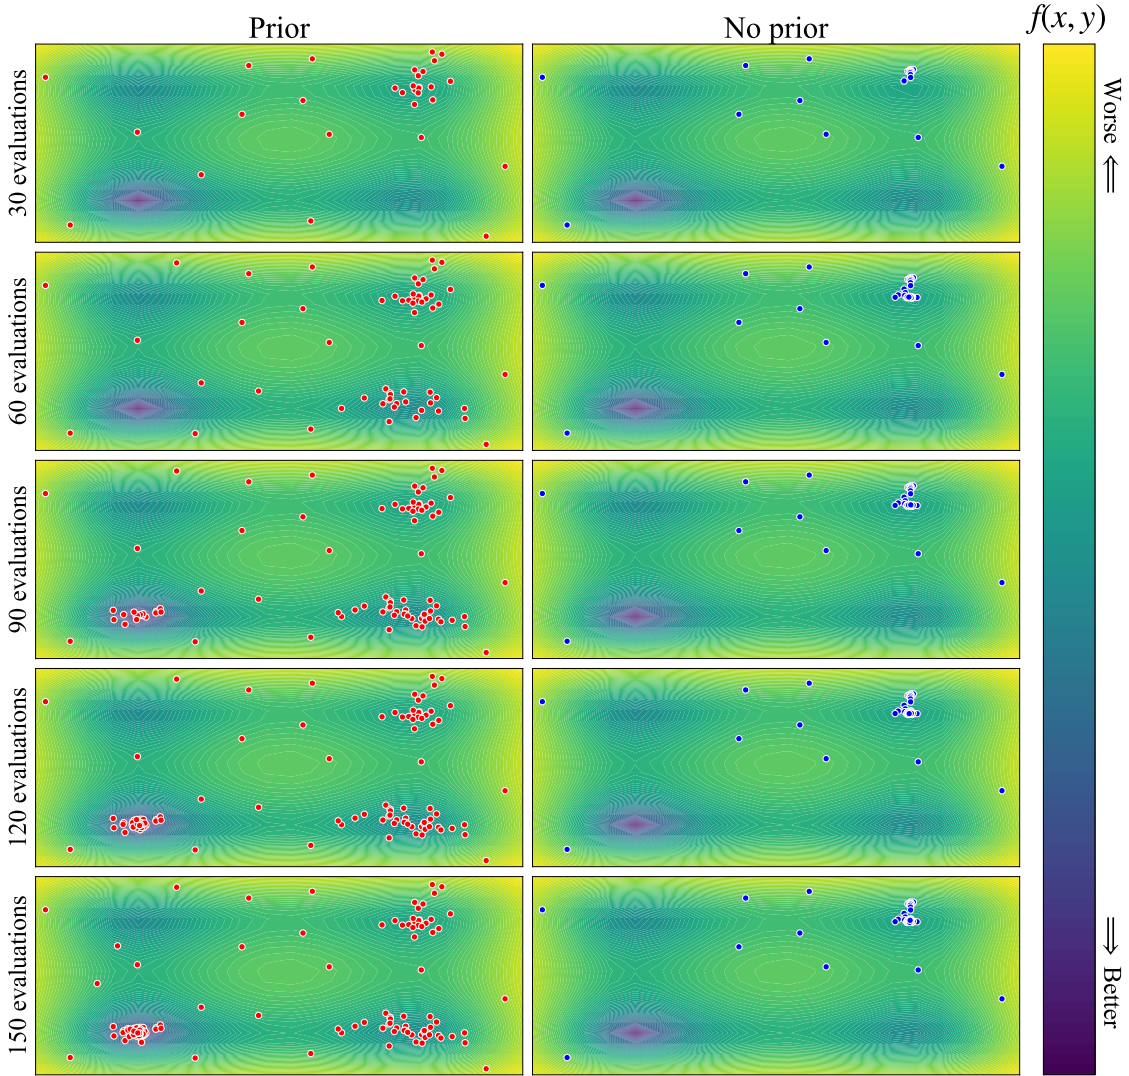 Prior
No prior
f(x, y)
30 evaluations
60 evaluations
90 evaluations
120 evaluations
150 evaluations
Worse ⇐
⇒ Better